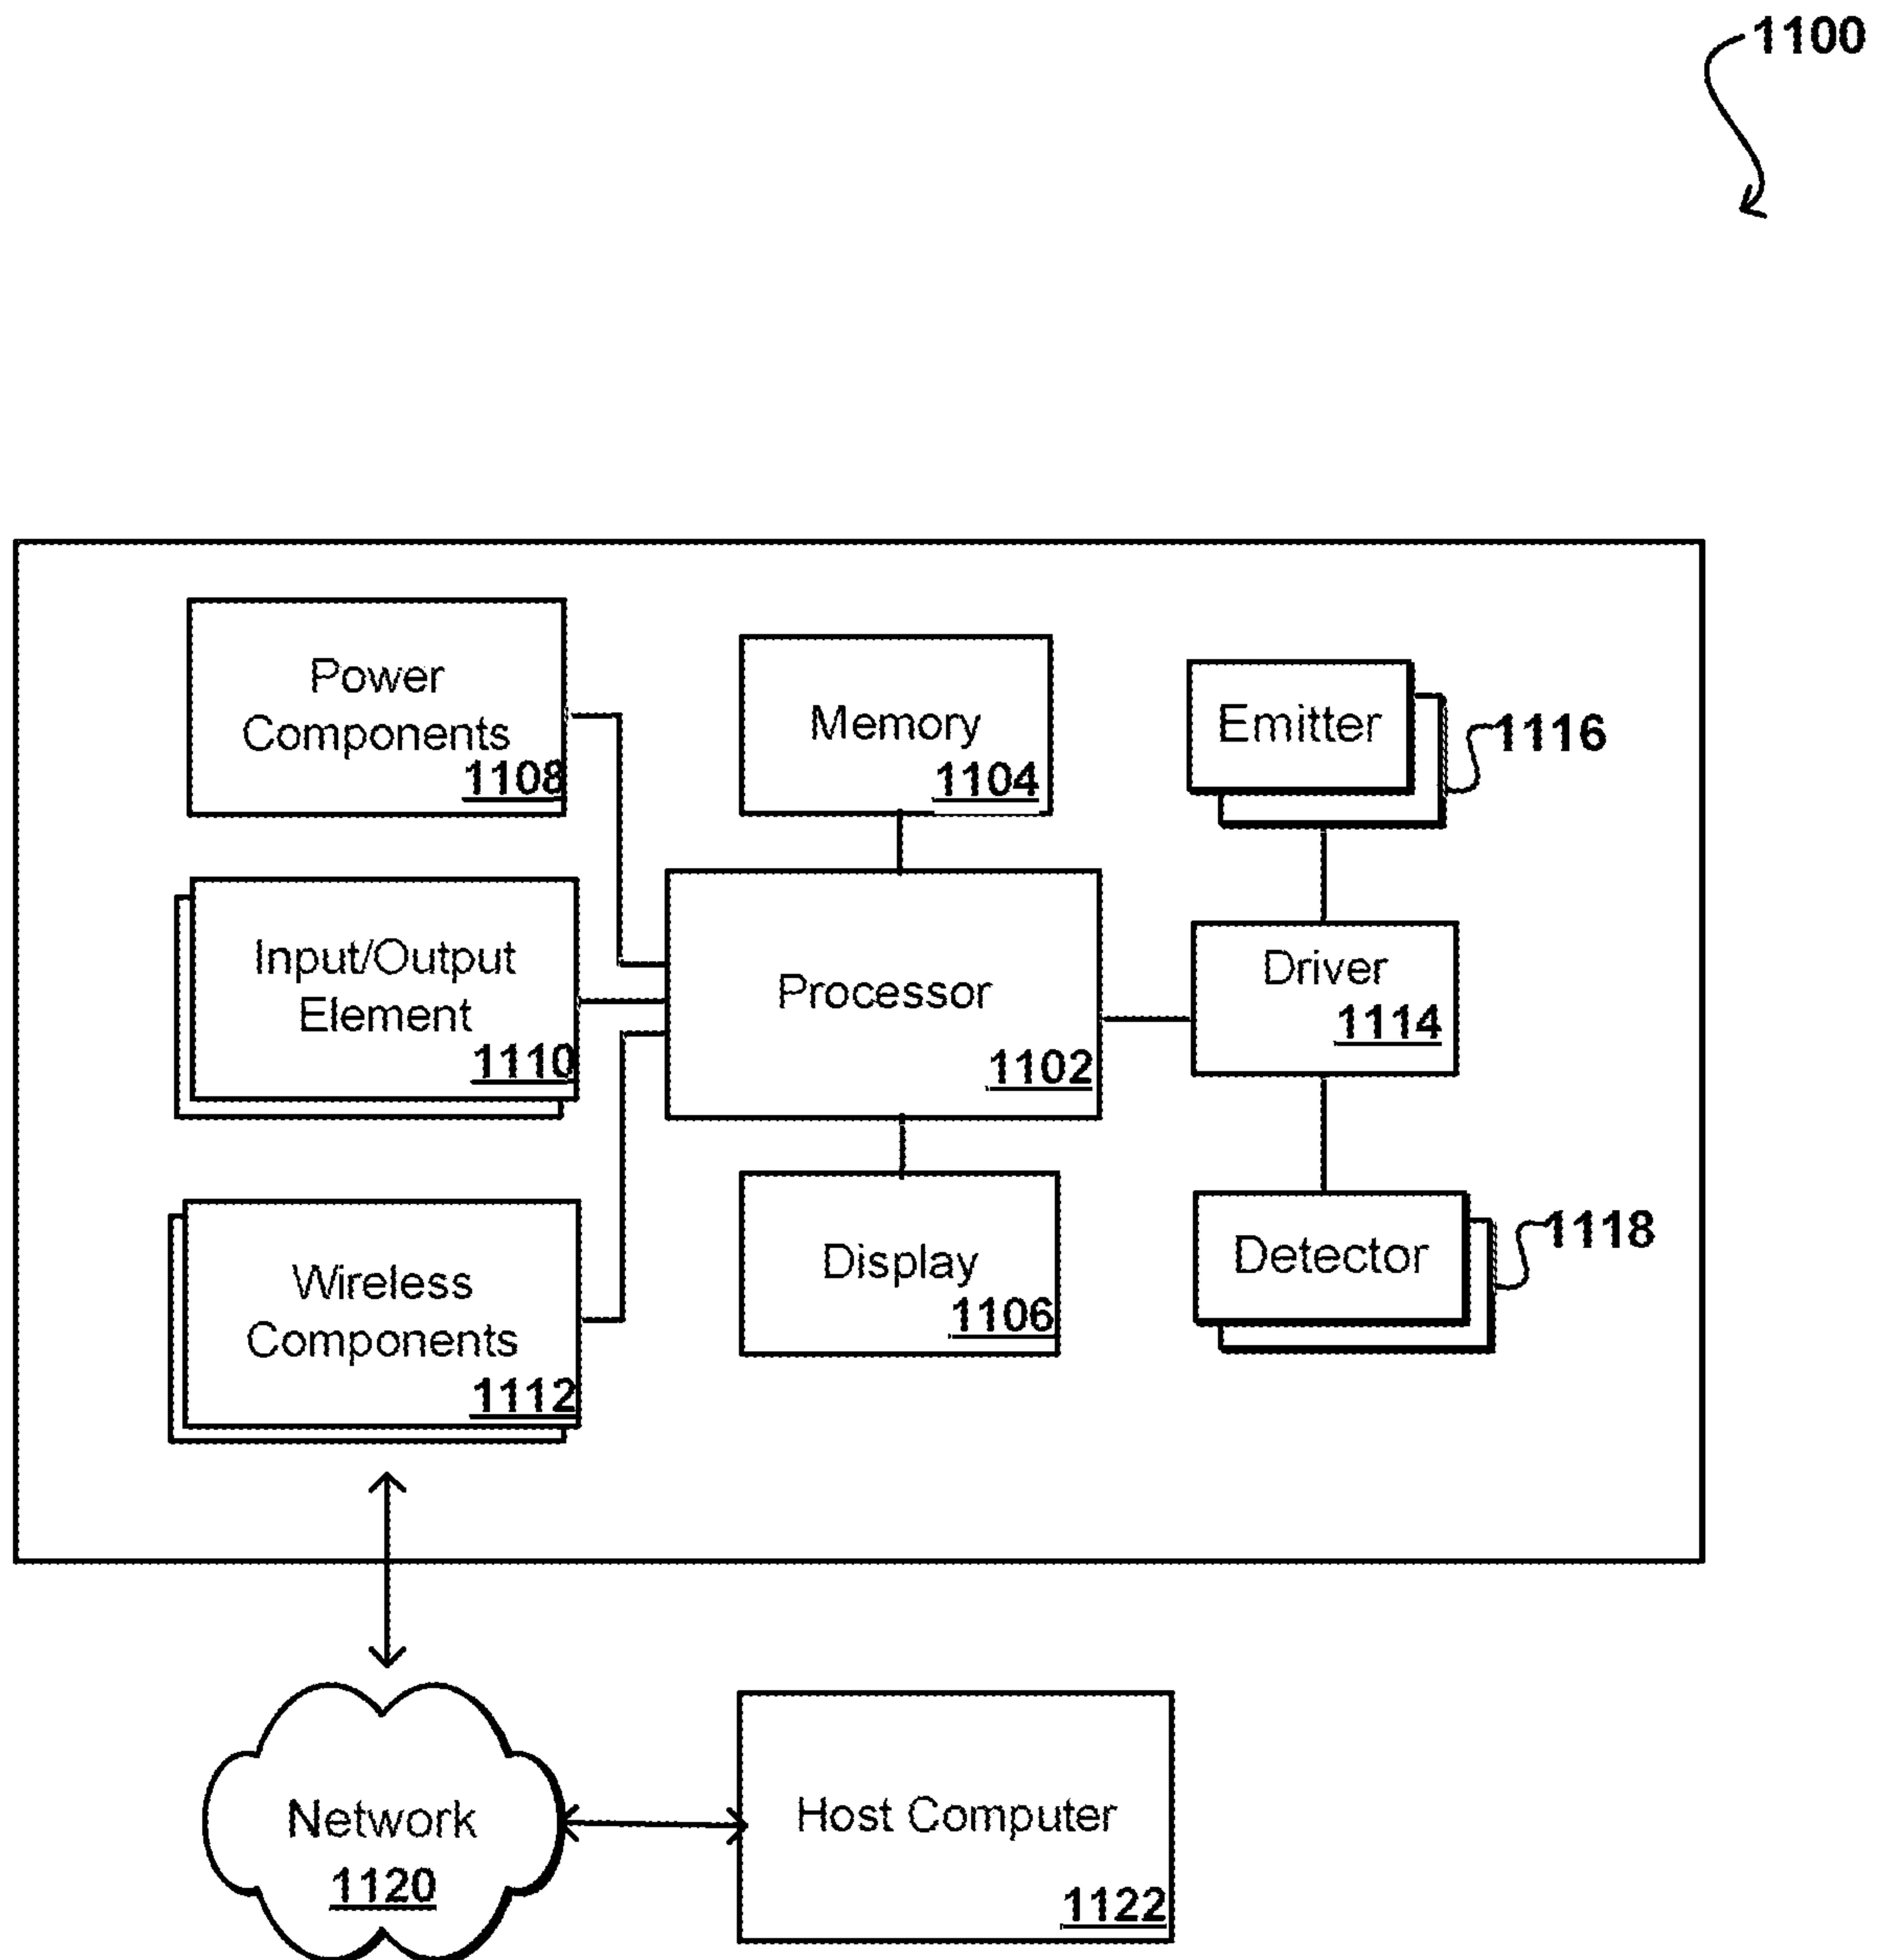 1100
Power
Components
1108
Memory
1104
Emitter
1116
Input/Output
Element
1110
Processor
1102
Driver
1114
Wireless
Components
1112
Display
1106
Detector
1118
Network
1120
Host Computer
1122